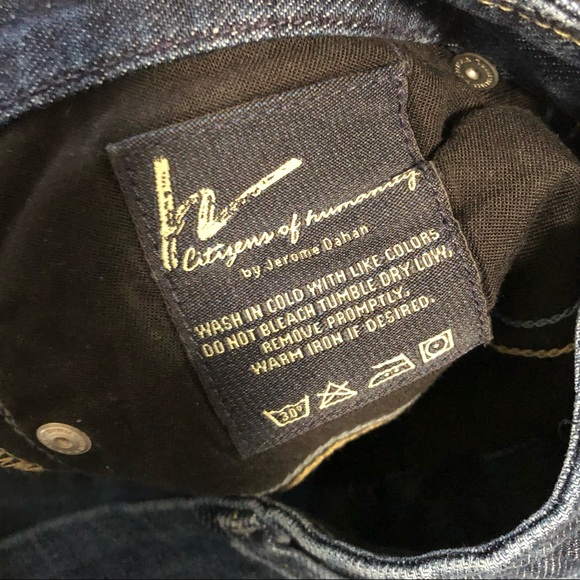 Citizens of humanity
by Jerome Dahan
WASH IN COLD WITH LIKE COLORS
DO NOT BLEACH TUMBLE DRY LOW,
REMOVE PROMPTLY.
WARM IRON IF DESIRED.
30°